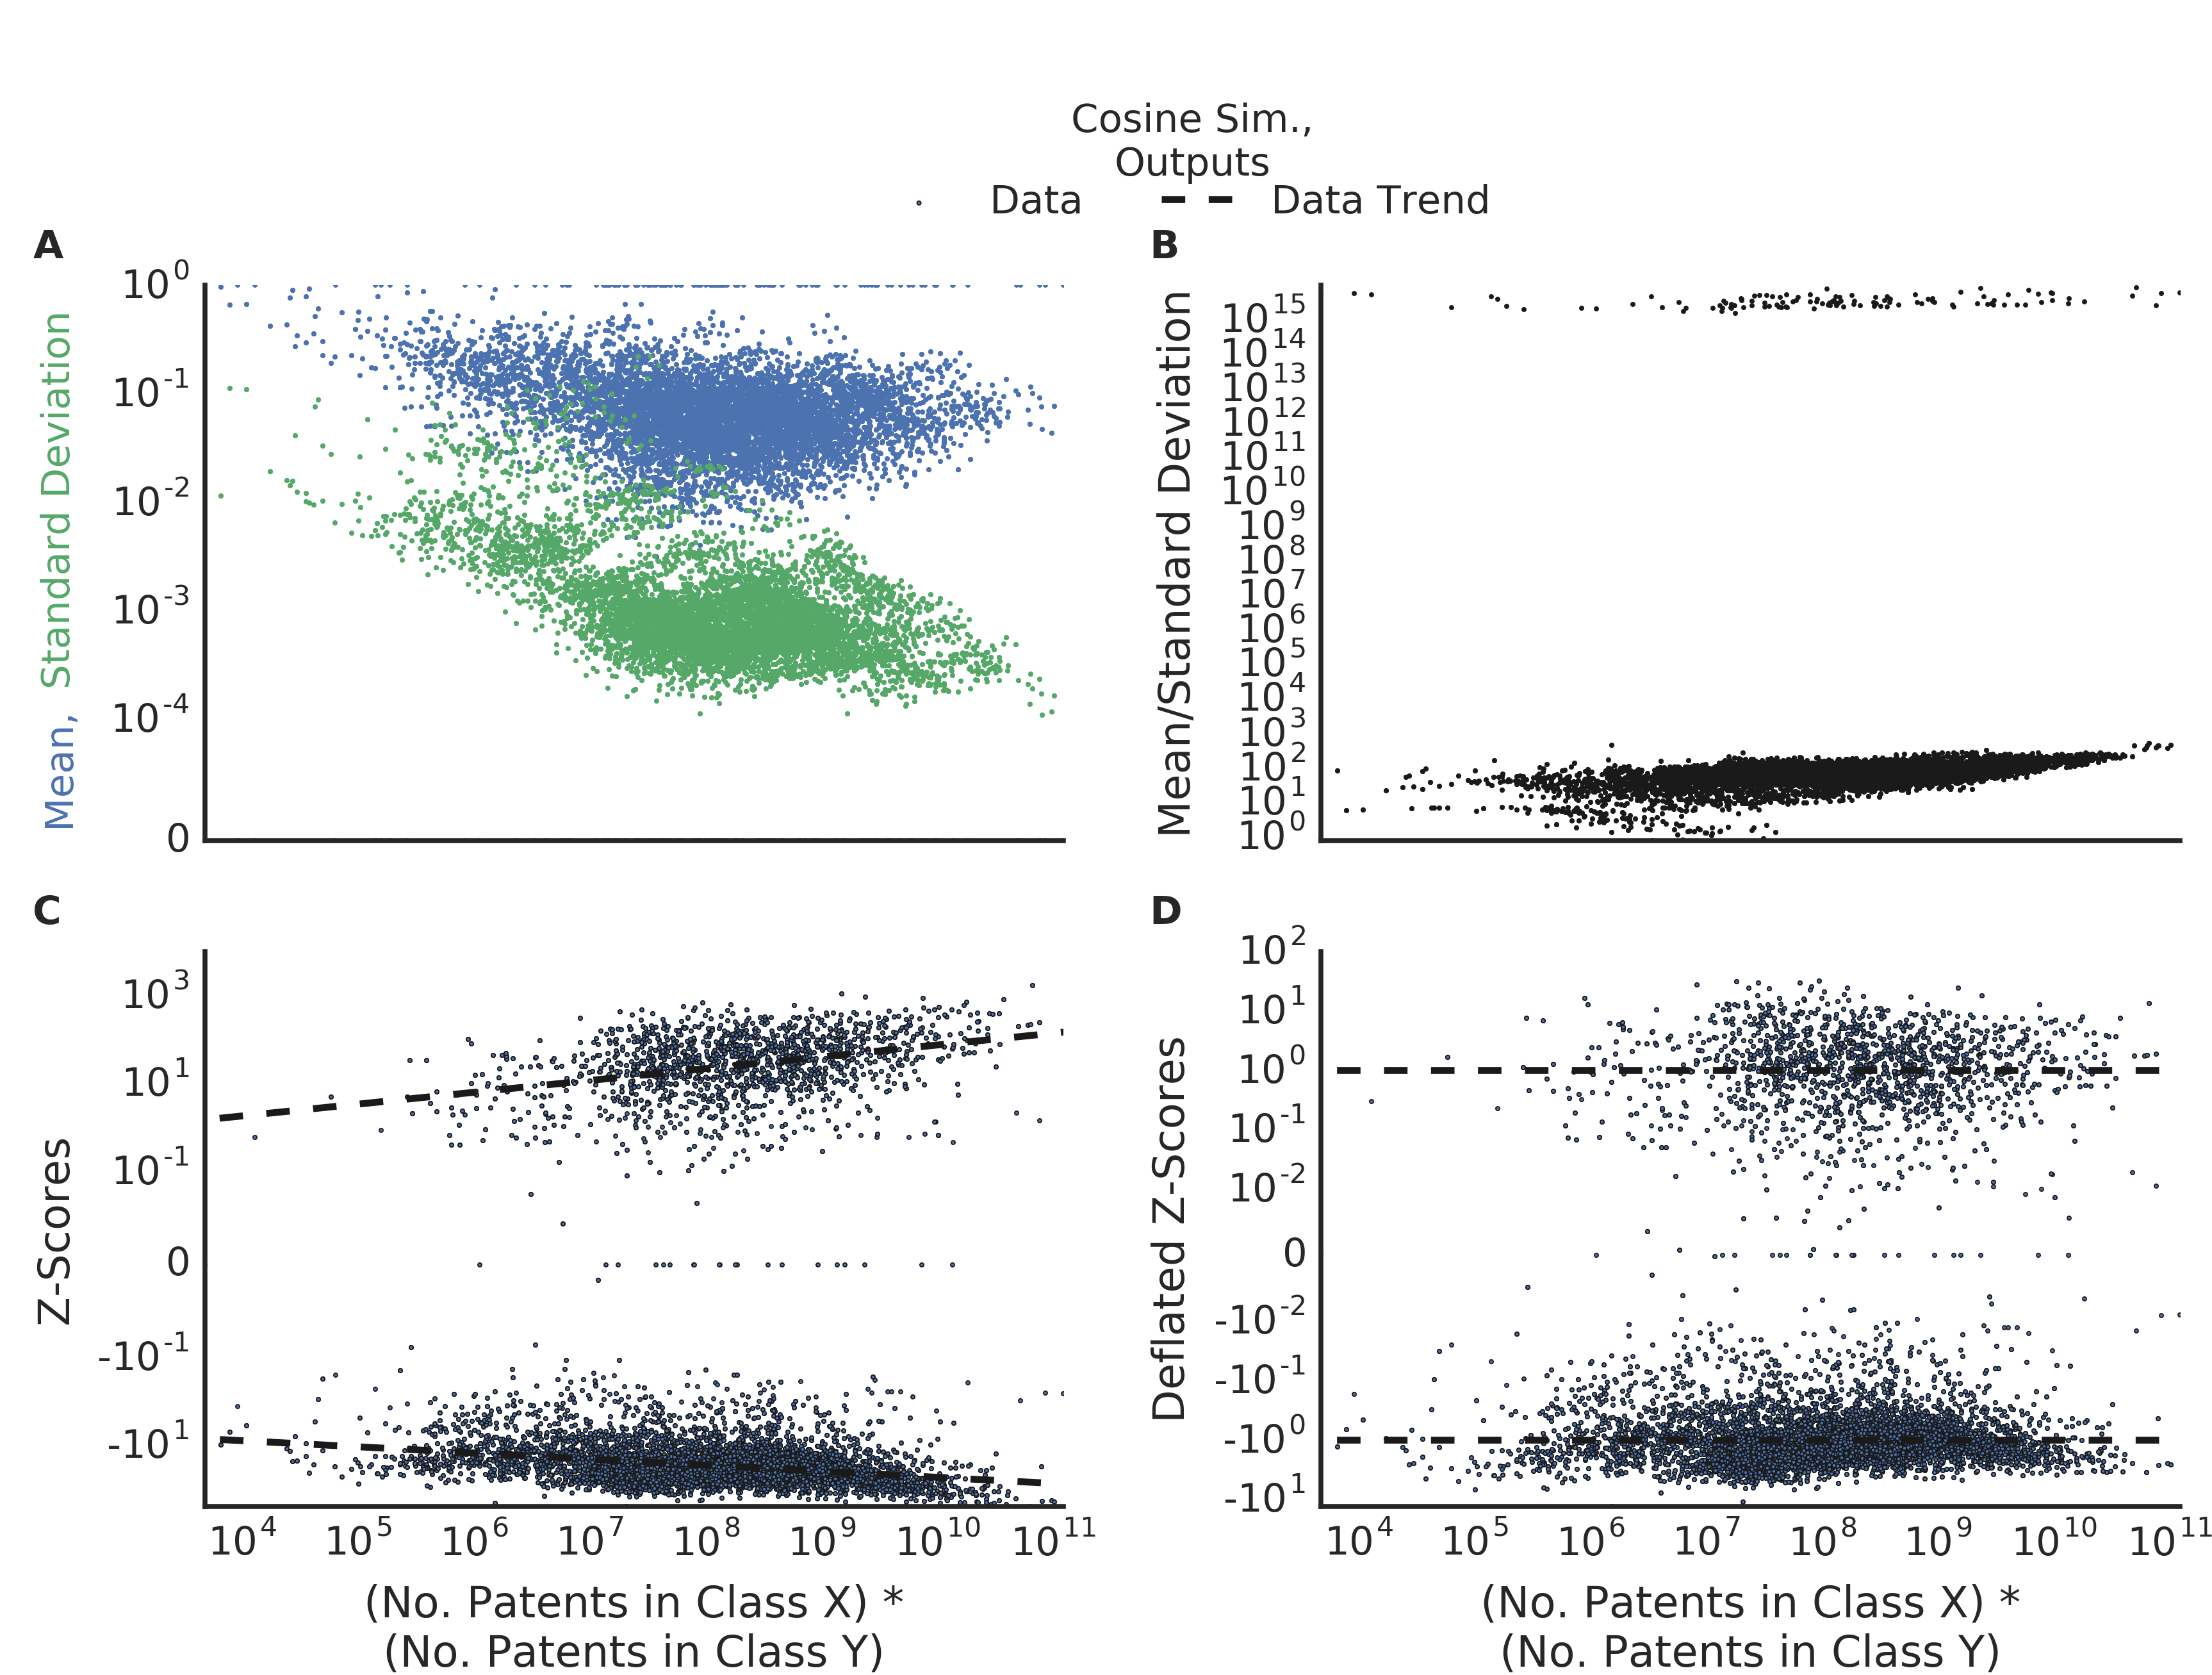 Cosine Sim.,
Outputs
Data
Data Trend
A
Mean, Standard Deviation
10^0
10^-1
10^-2
10^-3
10^-4
0
B
Mean/Standard Deviation
10^15
10^14
10^13
10^12
10^11
10^10
10^9
10^8
10^7
10^6
10^5
10^4
10^3
10^2
10^1
10^0
C
Z-Scores
10^3
10^1
10^-1
0
-10^-1
-10^1
10^4 10^5 10^6 10^7 10^8 10^9 10^10 10^11
(No. Patents in Class X) *
(No. Patents in Class Y)
D
Deflated Z-Scores
10^2
10^1
10^0
10^-1
10^-2
0
-10^-2
-10^-1
-10^0
-10^1
10^4 10^5 10^6 10^7 10^8 10^9 10^10 10^11
(No. Patents in Class X) *
(No. Patents in Class Y)